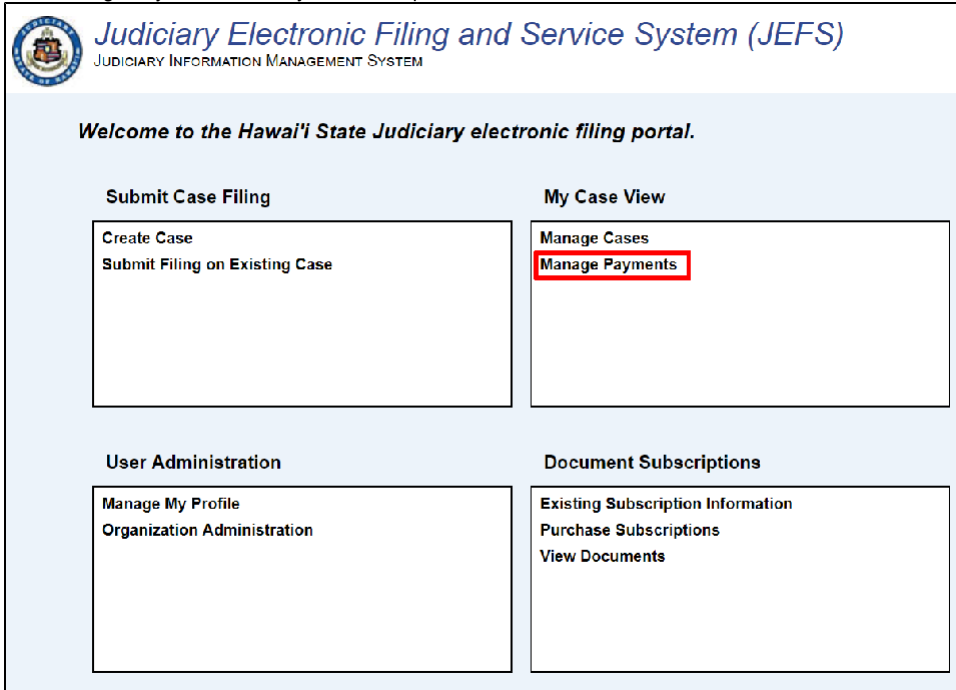 Judiciary Electronic Filing and Service System (JEFS)
JUDICIARY INFORMATION MANAGEMENT SYSTEM
Welcome to the Hawai'i State Judiciary electronic filing portal.
Submit Case Filing
Create Case
Submit Filing on Existing Case
My Case View
Manage Cases
Manage Payments
User Administration
Manage My Profile
Organization Administration
Document Subscriptions
Existing Subscription Information
Purchase Subscriptions
View Documents